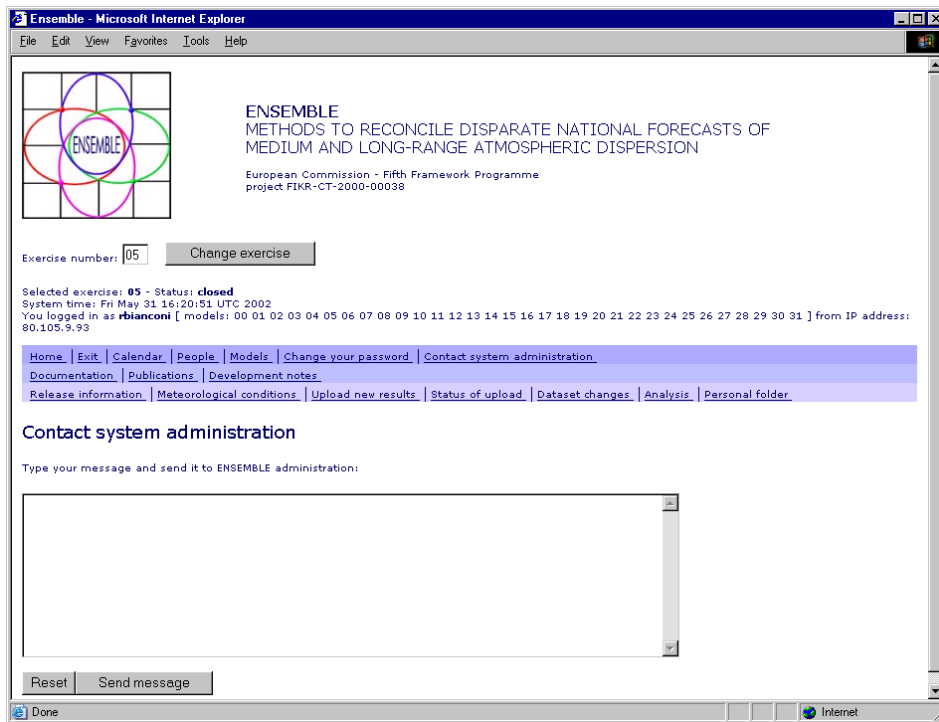 Ensemble - Microsoft Internet Explorer
File Edit View Favorites Tools Help
ENSEMBLE
ENSEMBLE
METHODS TO RECONCILE DISPARATE NATIONAL FORECASTS OF
MEDIUM AND LONG-RANGE ATMOSPHERIC DISPERSION
European Commission - Fifth Framework Programme
project FIKR-CT-2000-00038
Exercise number: 05 Change exercise
Selected exercise: 05 - Status: closed
System time: Fri May 31 16:20:51 UTC 2002
You logged in as rbianconi [ models: 00 01 02 03 04 05 06 07 08 09 10 11 12 13 14 15 16 17 18 19 20 21 22 23 24 25 26 27 28 29 30 31 ] from IP address:
80.105.9.93
Home | Exit | Calendar | People | Models | Change your password | Contact system administration
Documentation | Publications | Development notes
Release information | Meteorological conditions | Upload new results | Status of upload | Dataset changes | Analysis | Personal folder
Contact system administration
Type your message and send it to ENSEMBLE administration:
Reset Send message
Done Internet